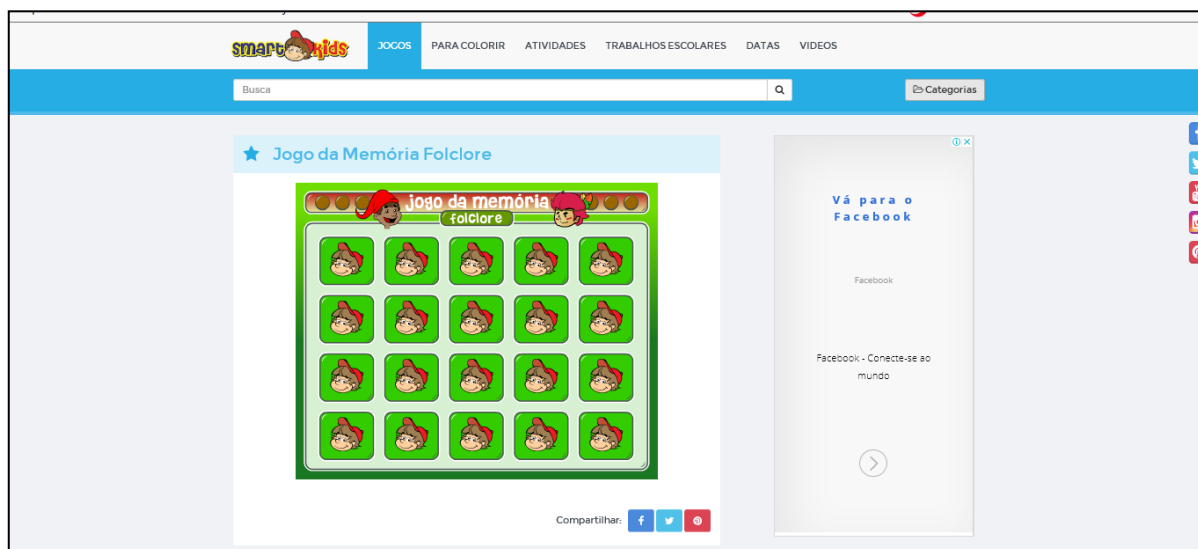 smart kids
JOGOS PARA COLORIR ATIVIDADES TRABALHOS ESCOLARES DATAS VIDEOS
Busca
Categorias
Jogo da Memória Folclore
jogo da memória
folclore
Compartilhar:
Vá para o
Facebook
Facebook
Facebook - Conecte-se ao
mundo